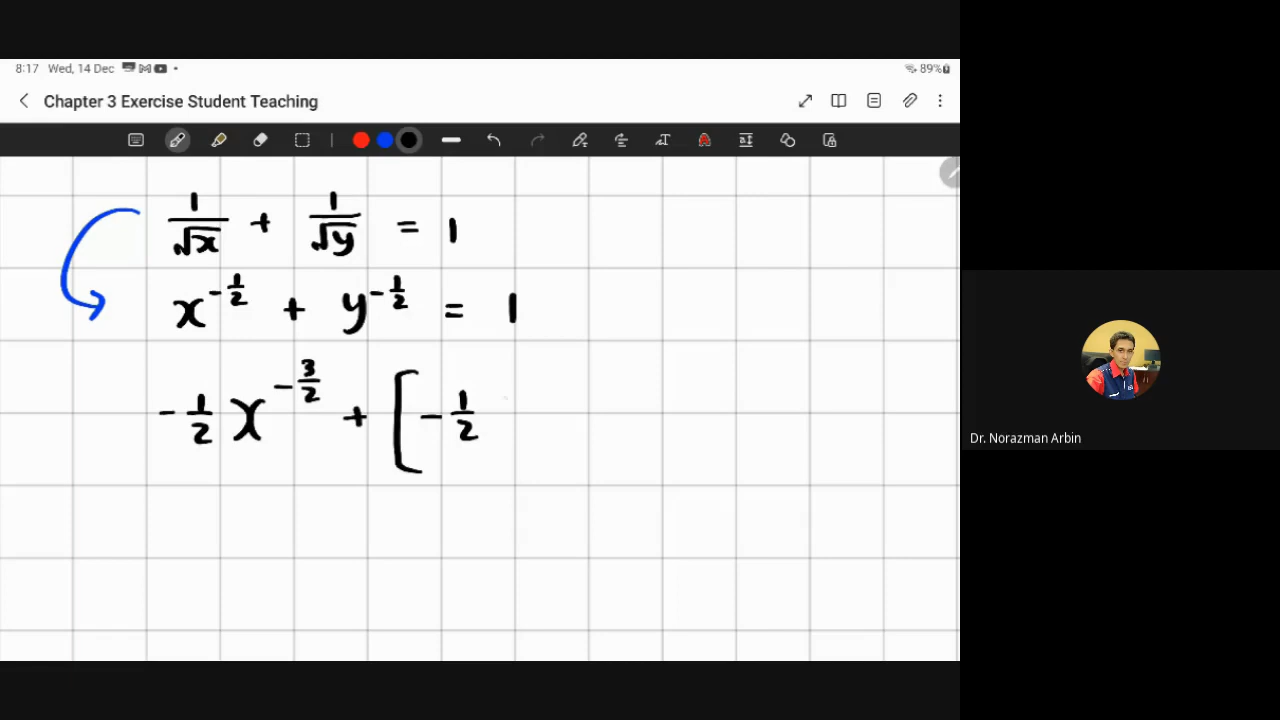 8:17 Wed, 14 Dec 89%
Chapter 3 Exercise Student Teaching
1/√x + 1/√y = 1
x^(-1/2) + y^(-1/2) = 1
-1/2 x^(-3/2) + [ -1/2
Dr. Norazman Arbin